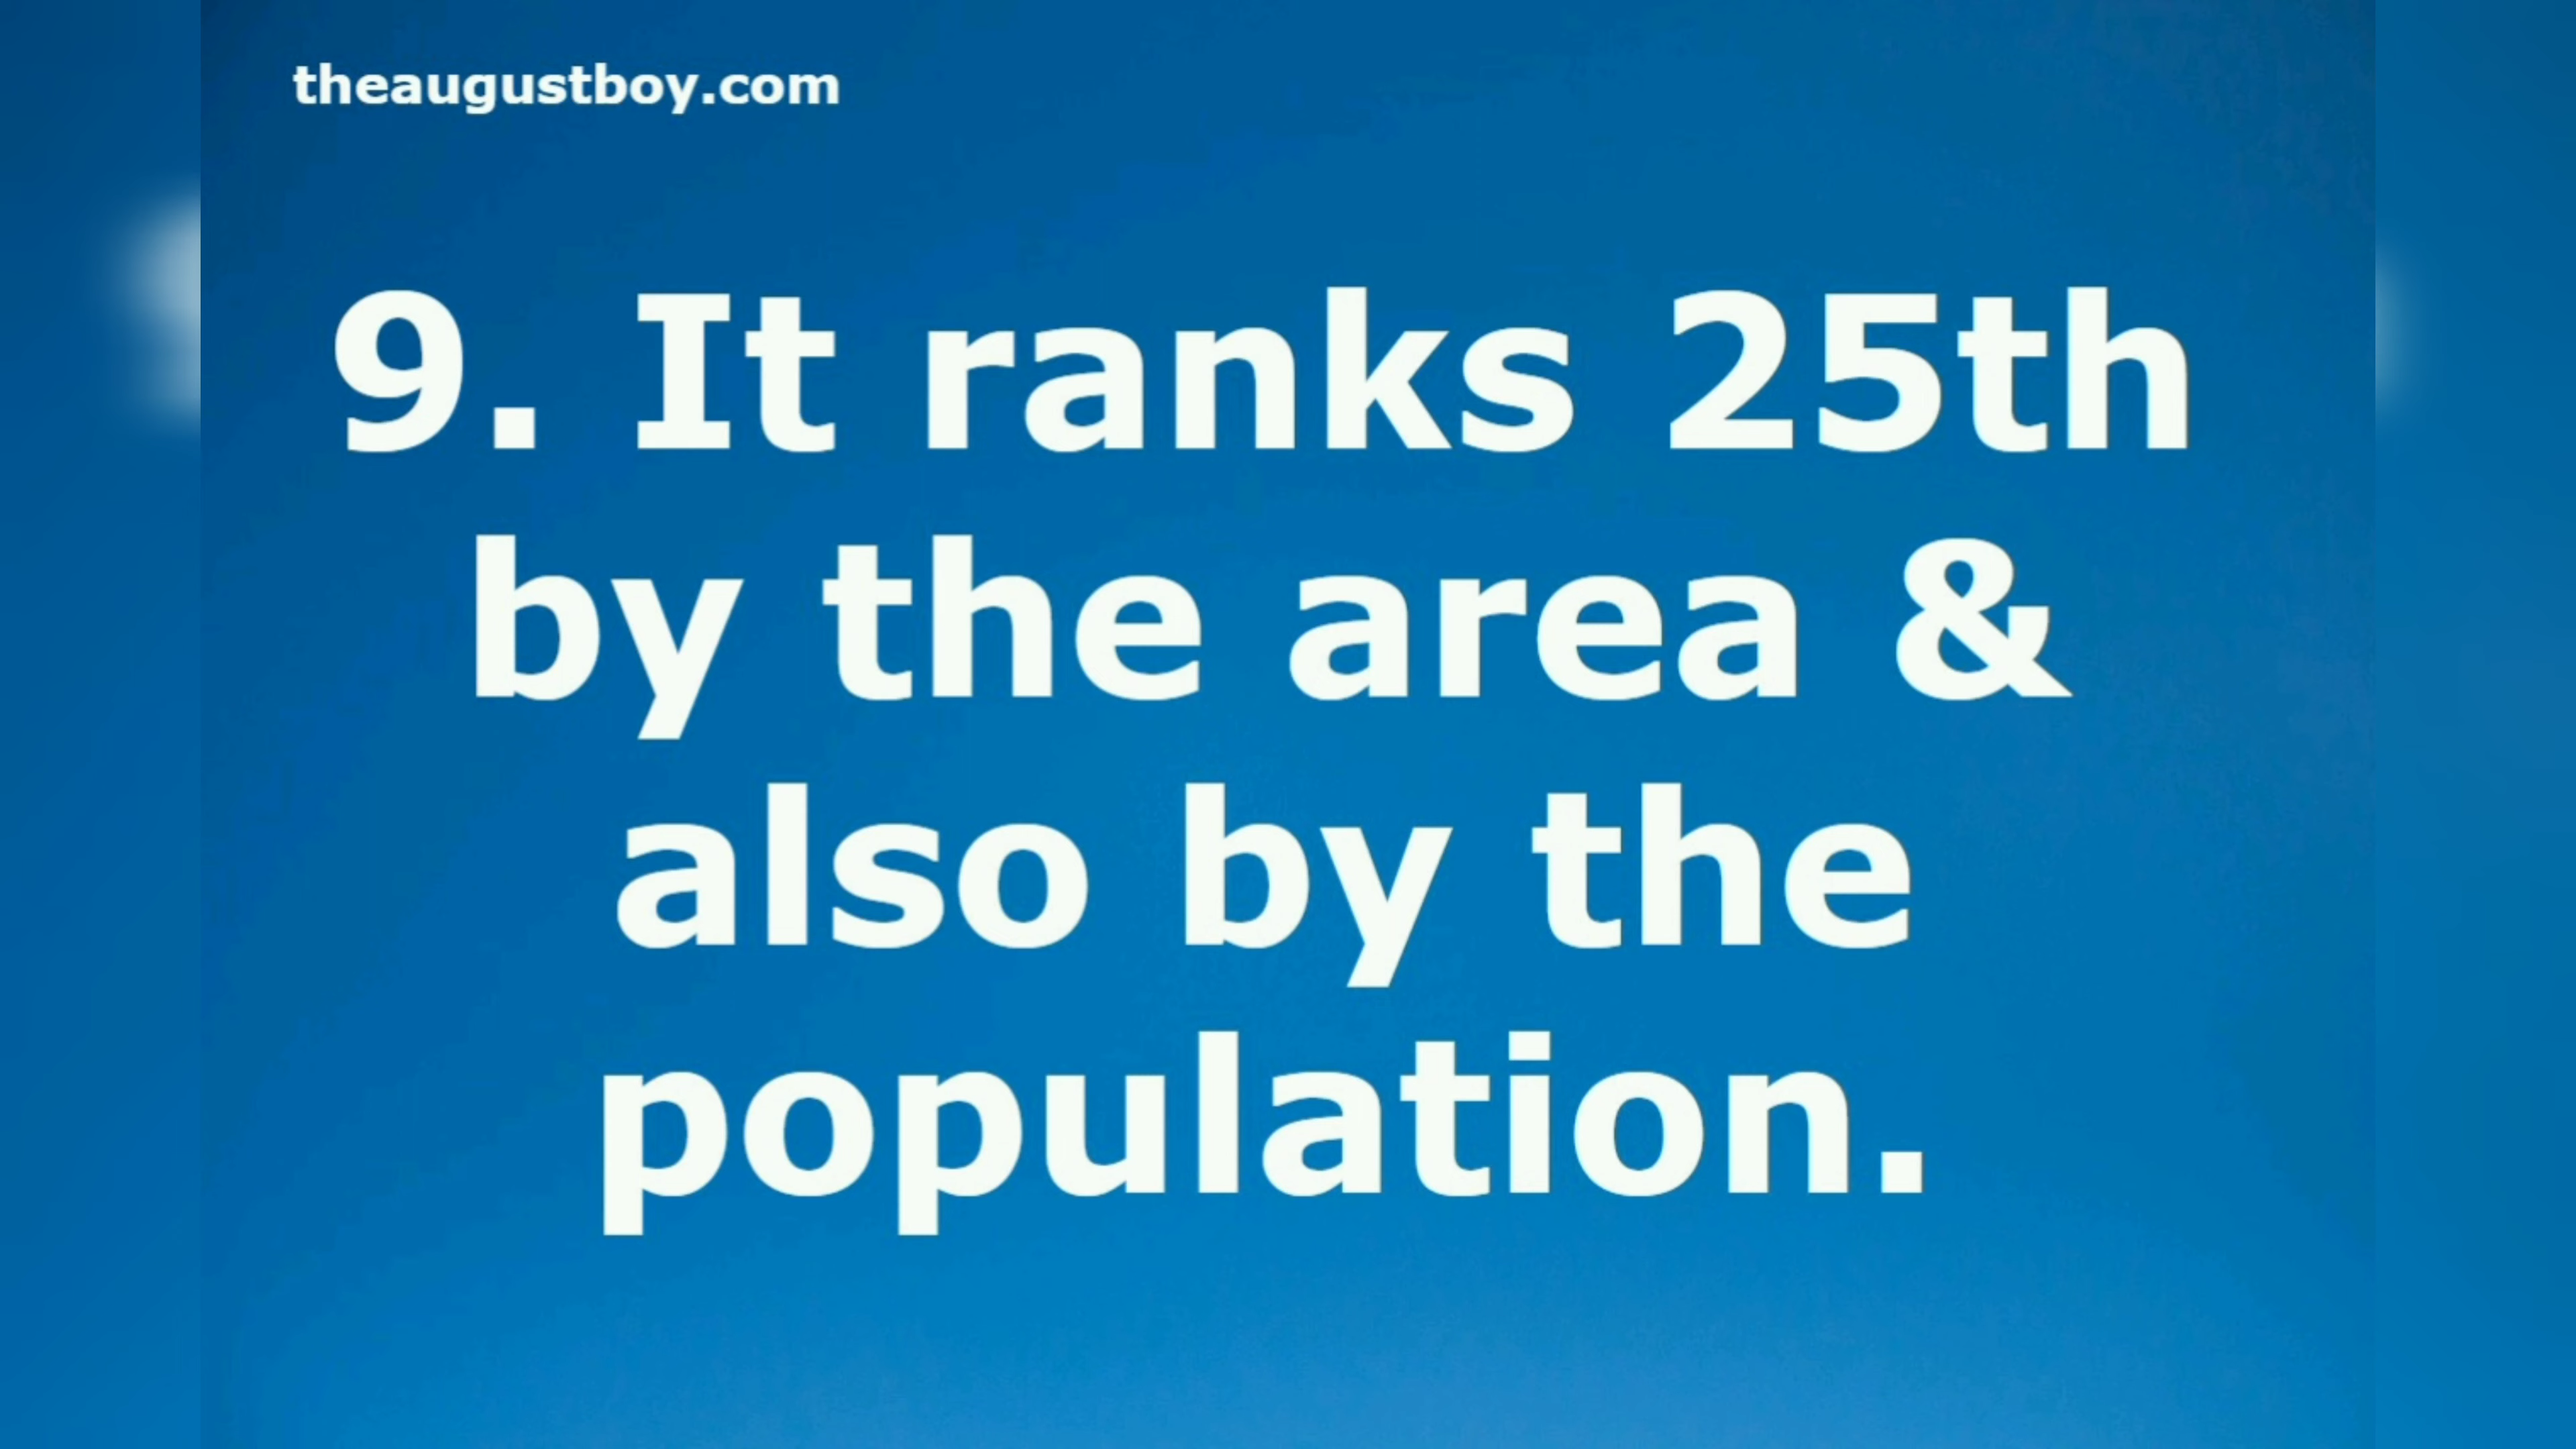 theaugustboy.com
9. It ranks 25th
by the area &
also by the
population.